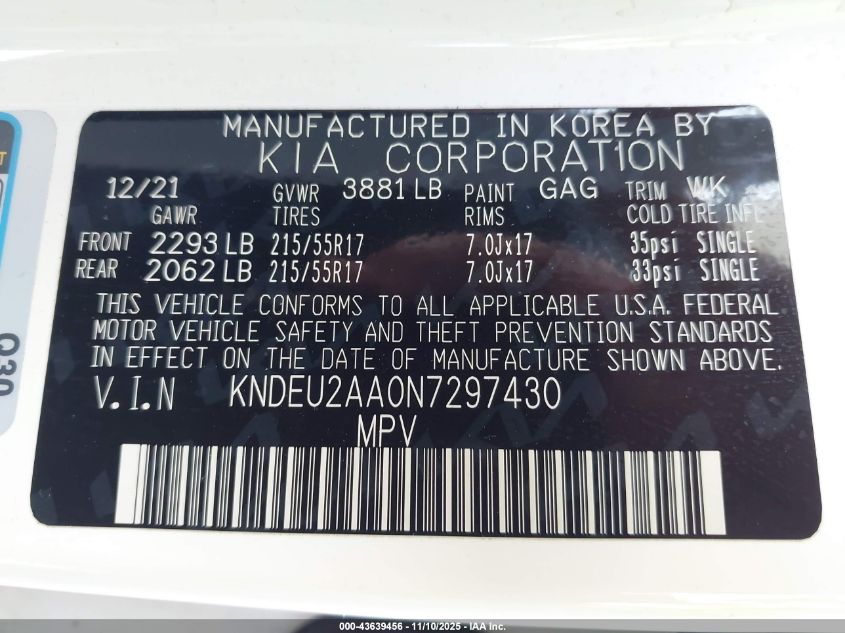 MANUFACTURED IN KOREA BY
KIA CORPORATION
12/21 GVWR 3881 LB PAINT GAG TRIM WK
GAWR TIRES RIMS COLD TIRE INFL
FRONT 2293 LB 215/55R17 7.0Jx17 35psi SINGLE
REAR 2062 LB 215/55R17 7.0Jx17 33psi SINGLE
THIS VEHICLE CONFORMS TO ALL APPLICABLE U.S.A. FEDERAL
MOTOR VEHICLE SAFETY AND THEFT PREVENTION STANDARDS
IN EFFECT ON THE DATE OF MANUFACTURE SHOWN ABOVE.
V.I.N KNDEU2AA0N7297430
MPV
Q30
000-43639456 - 11/10/2025 - IAA Inc.